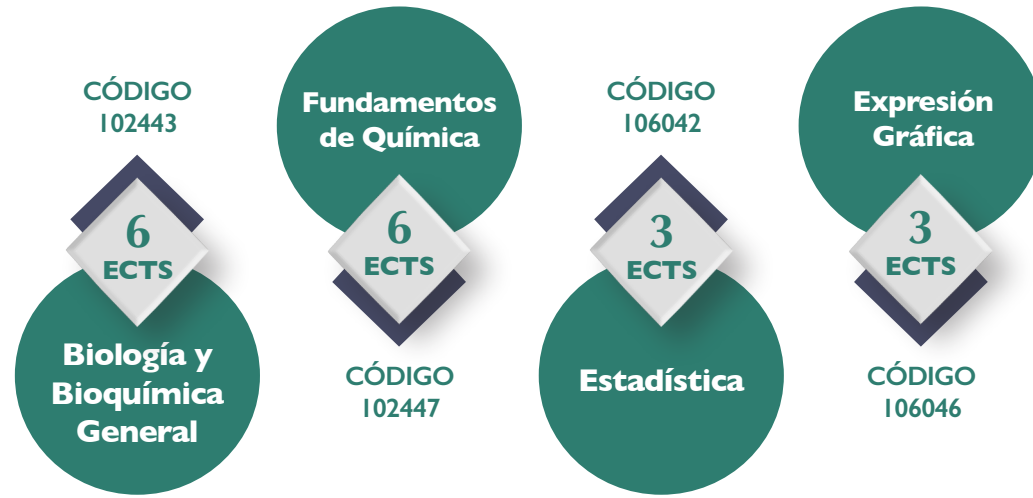 CÓDIGO
102443
6
ECTS
Biología y
Bioquímica
General
Fundamentos
de Química
6
ECTS
CÓDIGO
102447
CÓDIGO
106042
3
ECTS
Estadística
Expresión
Gráfica
3
ECTS
CÓDIGO
106046